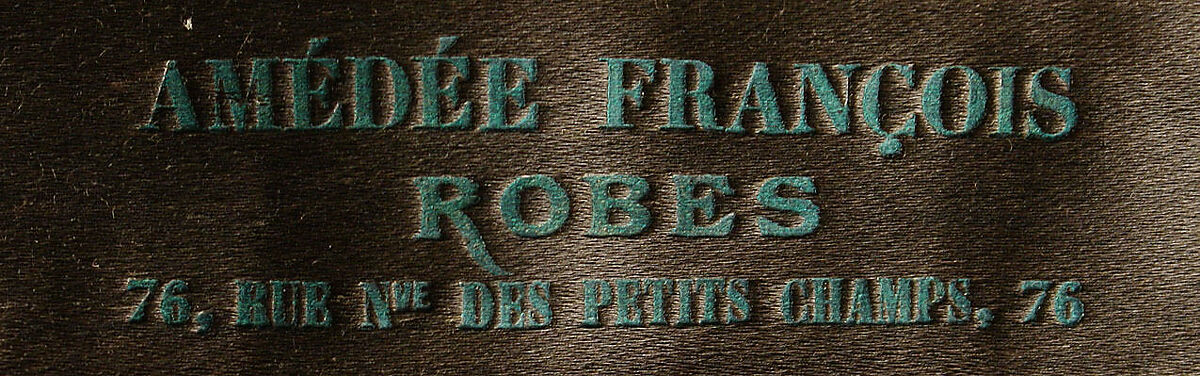 AMÉDÉE FRANÇOIS
ROBES
76, RUE NVE DES PETITS CHAMPS, 76